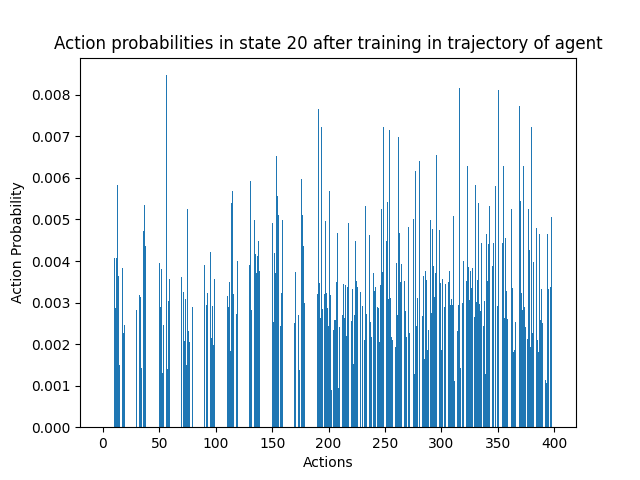 Action probabilities in state 20 after training in trajectory of agent
0.008
0.007
0.006
0.005
0.004
0.003
0.002
0.001
0.000
Action Probability
0 50 100 150 200 250 300 350 400
Actions